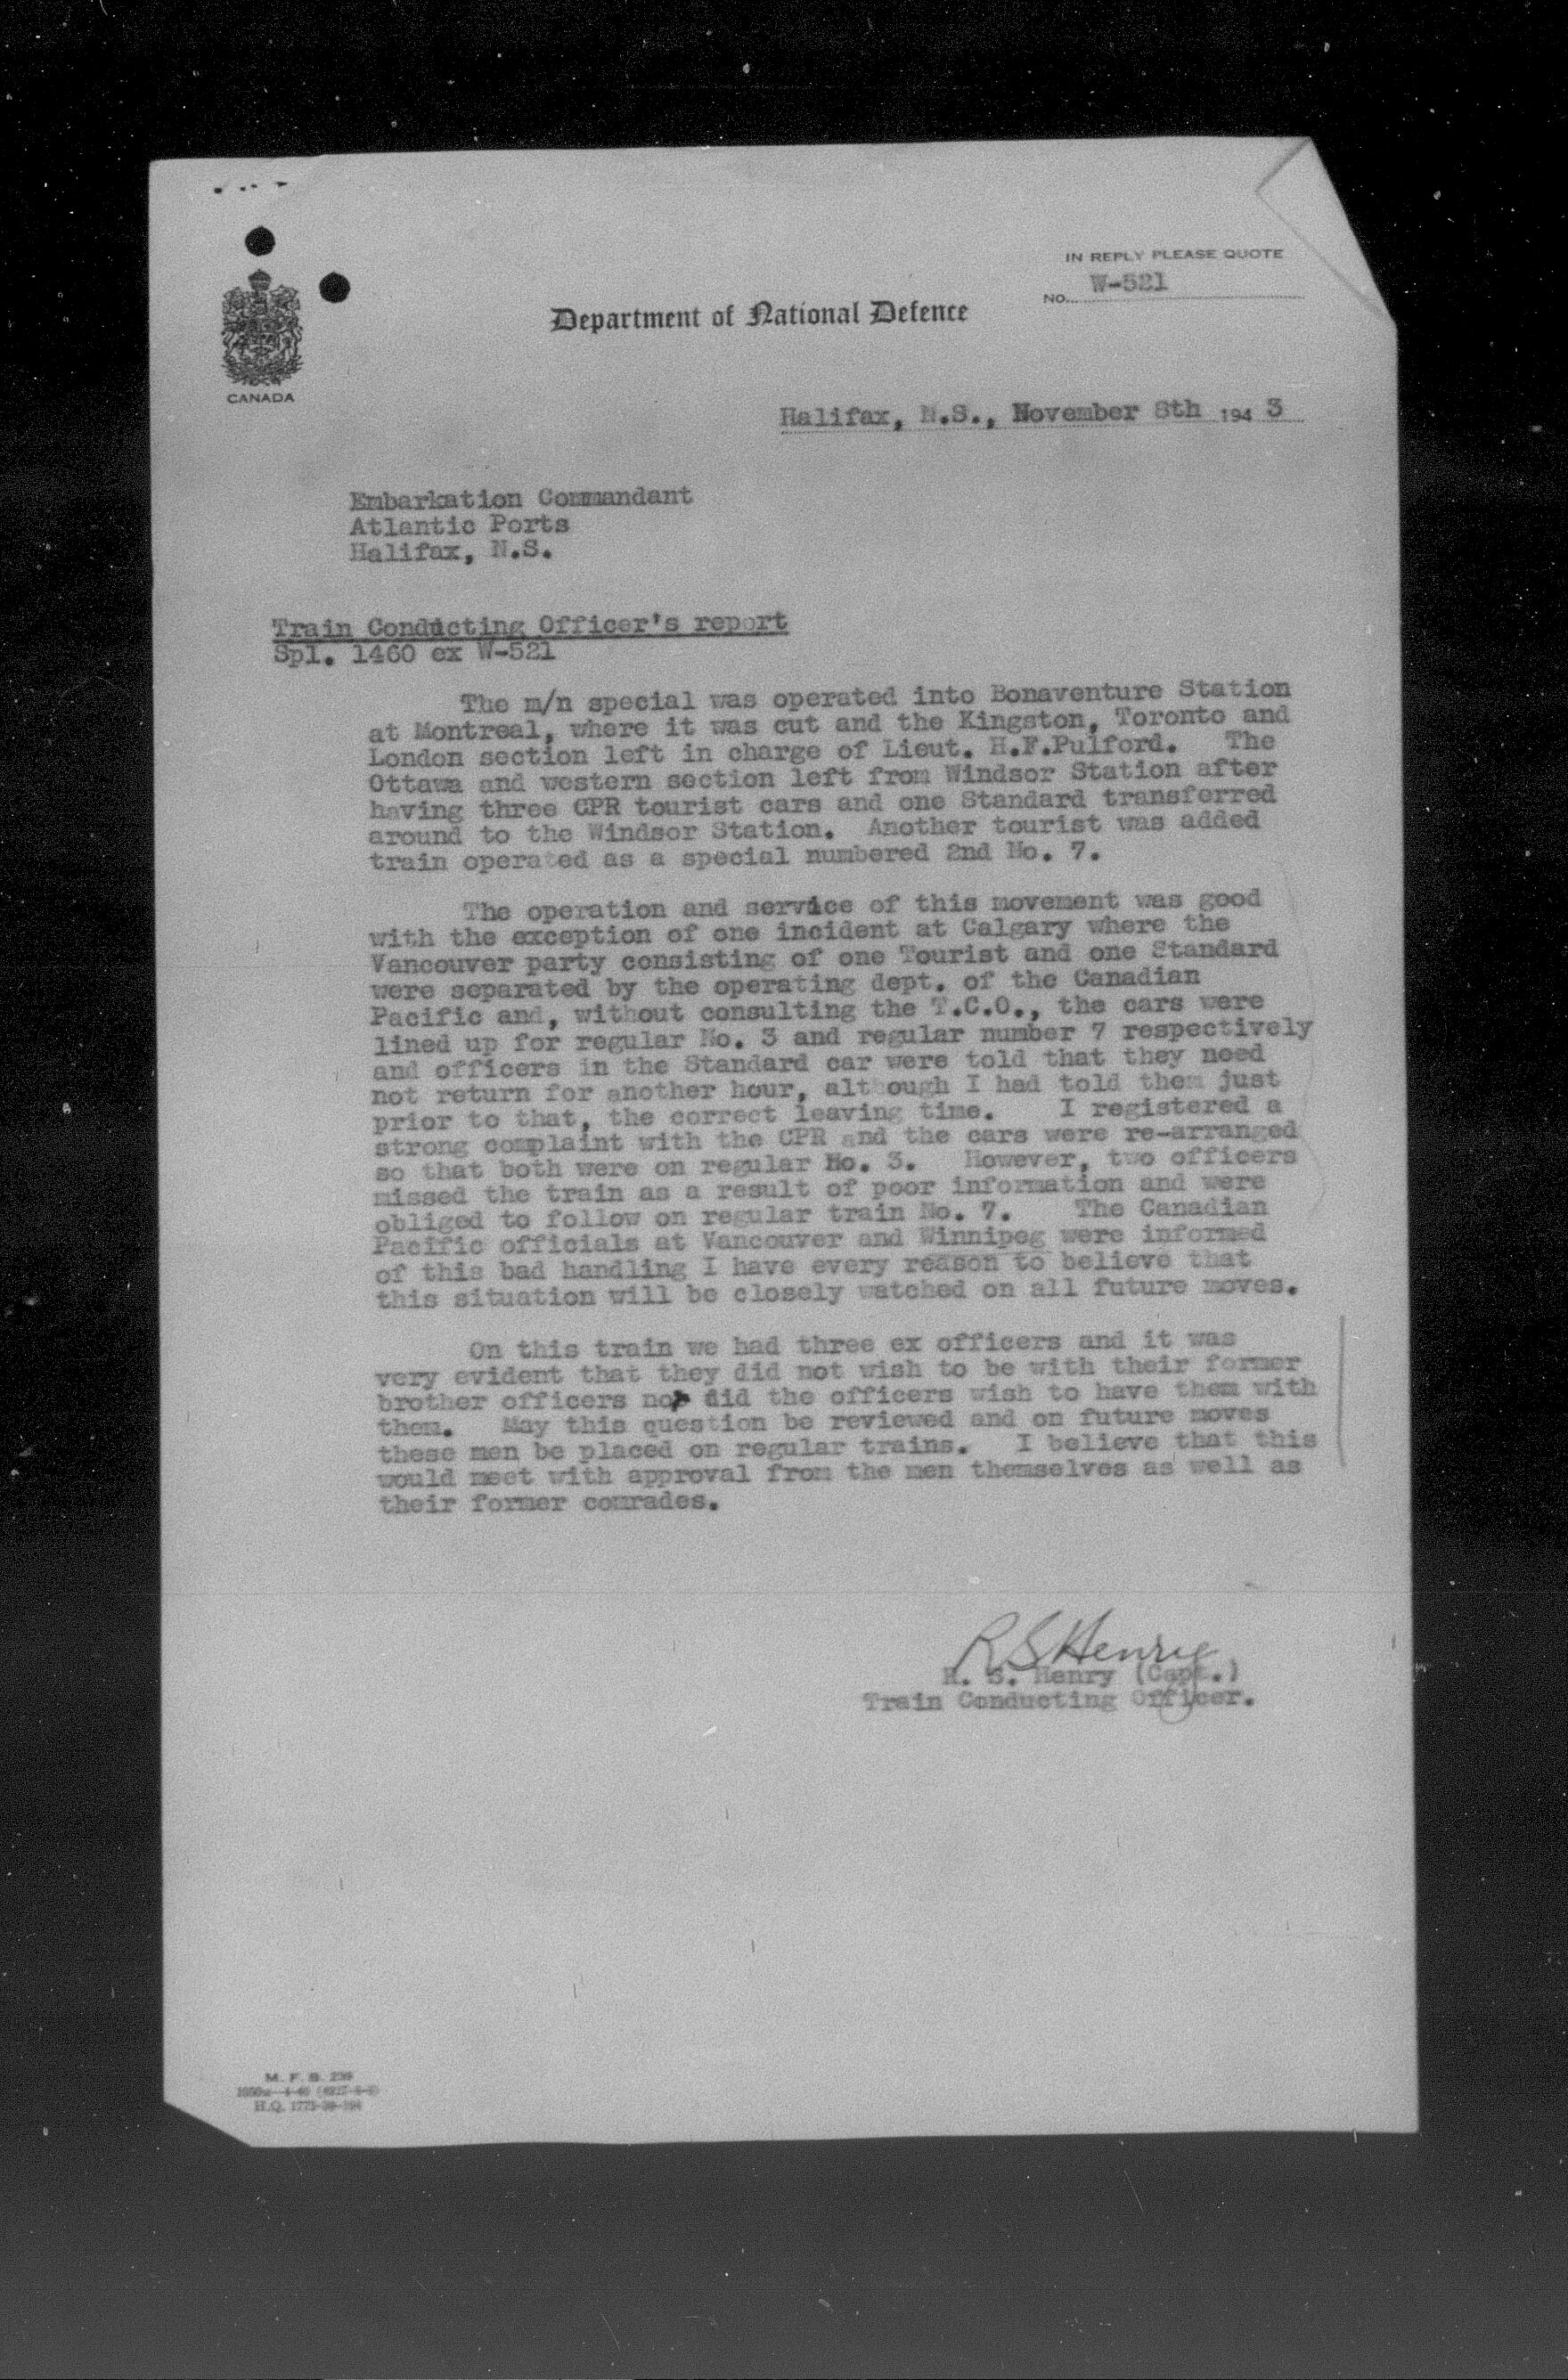 IN REPLY PLEASE QUOTE
NO. W-521
Department of National Defence
CANADA
Halifax, N.S., November 8th 1943
Embarkation Commandant
Atlantic Ports
Halifax, N.S.
Train Conducting Officer's report
Spl. 1460 ex W-521
The m/n special was operated into Bonaventure Station
at Montreal, where it was cut and the Kingston, Toronto and
London section left in charge of Lieut. H.F.Pulford. The
Ottawa and western section left from Windsor Station after
having three CPR tourist cars and one Standard transferred
around to the Windsor Station. Another tourist was added
train operated as a special numbered 2nd No. 7.
The operation and service of this movement was good
with the exception of one incident at Calgary where the
Vancouver party consisting of one Tourist and one Standard
were separated by the operating dept. of the Canadian
Pacific and, without consulting the T.C.O., the cars were
lined up for regular No. 3 and regular number 7 respectively
and officers in the Standard car were told that they need
not return for another hour, although I had told them just
prior to that, the correct leaving time. I registered a
strong complaint with the CPR and the cars were re-arranged
so that both were on regular No. 3. However, two officers
missed the train as a result of poor information and were
obliged to follow on regular train No. 7. The Canadian
Pacific officials at Vancouver and Winnipeg were informed
of this bad handling I have every reason to believe that
this situation will be closely watched on all future moves.
On this train we had three ex officers and it was
very evident that they did not wish to be with their former
brother officers nor did the officers wish to have them with
them. May this question be reviewed and on future moves
these men be placed on regular trains. I believe that this
would meet with approval from the men themselves as well as
their former comrades.
R S Henry
R. S. Henry (Capt.)
Train Conducting Officer.
M. F. B. 239
H.Q. 1772-39-194